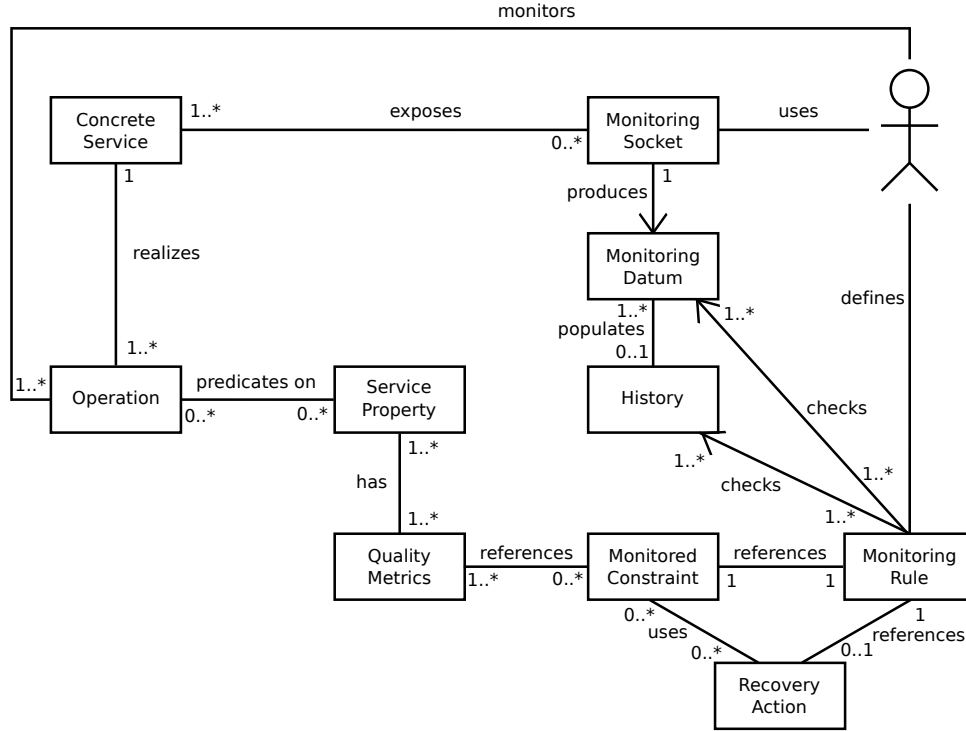 monitors
Concrete
Service
1..*
exposes
0..*
Monitoring
Socket
uses
1
1
produces
realizes
Monitoring
Datum
1..*
1..*
populates
0..1
defines
1..*
1..*
Operation
predicates on
0..*
0..*
Service
Property
History
checks
1..*
1..*
1..*
checks
1..*
has
1..*
Quality
Metrics
references
1..*
0..*
Monitored
Constraint
references
1
1
Monitoring
Rule
0..*
uses
0..*
1
references
0..1
Recovery
Action